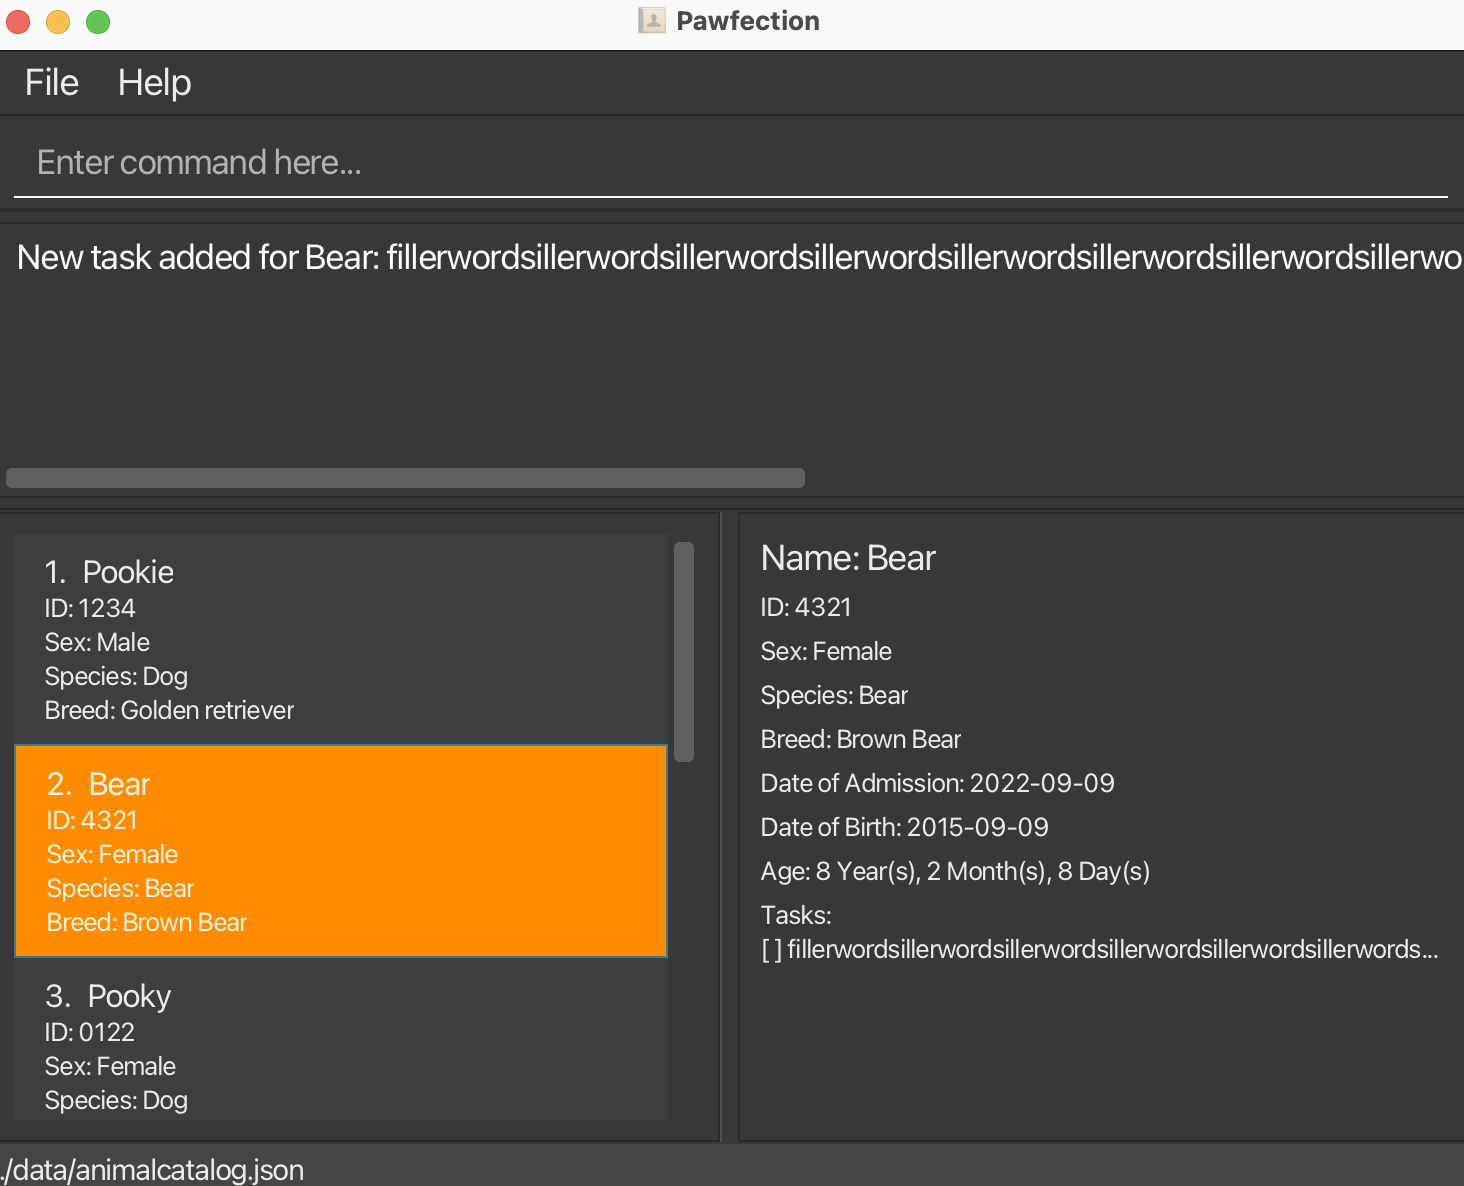 Pawfection
File Help
Enter command here...
New task added for Bear: fillerwordsillerwordsillerwordsillerwordsillerwordsillerwordsillerwordsillerwo
1. Pookie
ID: 1234
Sex: Male
Species: Dog
Breed: Golden retriever
2. Bear
ID: 4321
Sex: Female
Species: Bear
Breed: Brown Bear
3. Pooky
ID: 0122
Sex: Female
Species: Dog
Name: Bear
ID: 4321
Sex: Female
Species: Bear
Breed: Brown Bear
Date of Admission: 2022-09-09
Date of Birth: 2015-09-09
Age: 8 Year(s), 2 Month(s), 8 Day(s)
Tasks:
[ ] fillerwordsillerwordsillerwordsillerwordsillerwordsillerwords...
./data/animalcatalog.json